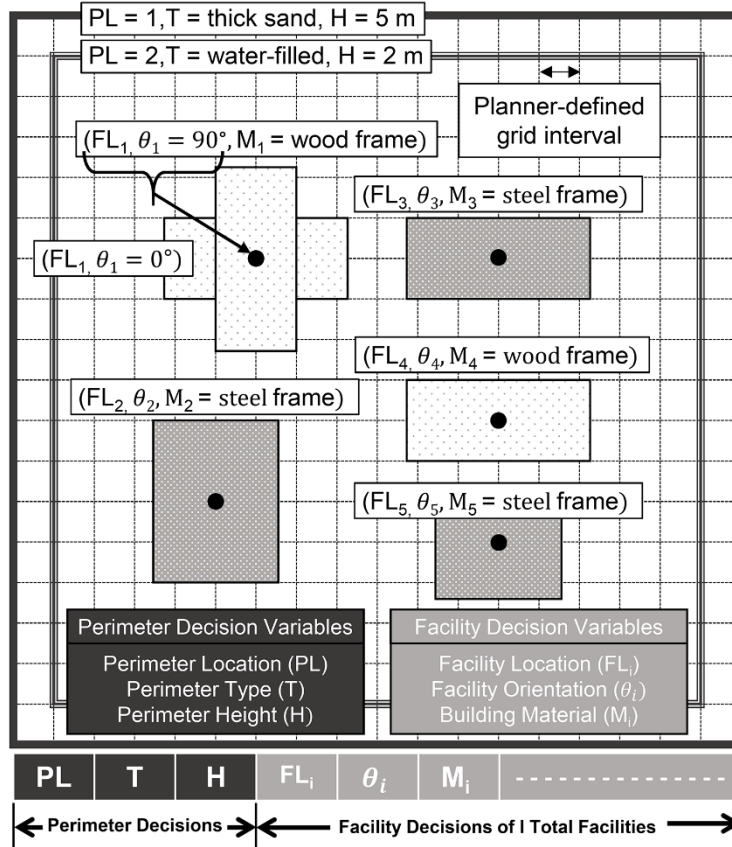 PL = 1,T = thick sand, H = 5 m
PL = 2,T = water-filled, H = 2 m
Planner-defined
grid interval
(FL₁, θ₁ = 90°, M₁ = wood frame)
(FL₃, θ₃, M₃ = steel frame)
(FL₁, θ₁ = 0°)
(FL₄, θ₄, M₄ = wood frame)
(FL₂, θ₂, M₂ = steel frame)
(FL₅, θ₅, M₅ = steel frame)
Perimeter Decision Variables
Perimeter Location (PL)
Perimeter Type (T)
Perimeter Height (H)
Facility Decision Variables
Facility Location (FLᵢ)
Facility Orientation (θᵢ)
Building Material (Mᵢ)
PL T H FLᵢ θᵢ Mᵢ
Perimeter Decisions Facility Decisions of I Total Facilities